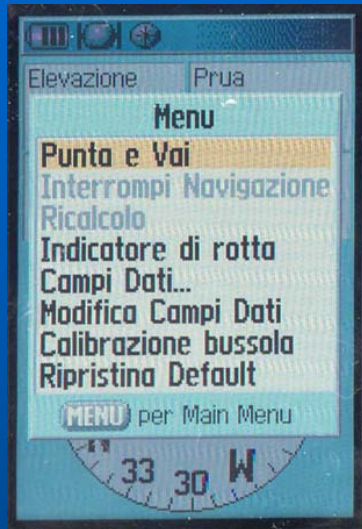 Elevazione Prua
Menu
Punta e Vai
Interrompi Navigazione
Ricalcolo
Indicatore di rotta
Campi Dati...
Modifica Campi Dati
Calibrazione bussola
Ripristina Default
MENU per Main Menu
N 33 30 W